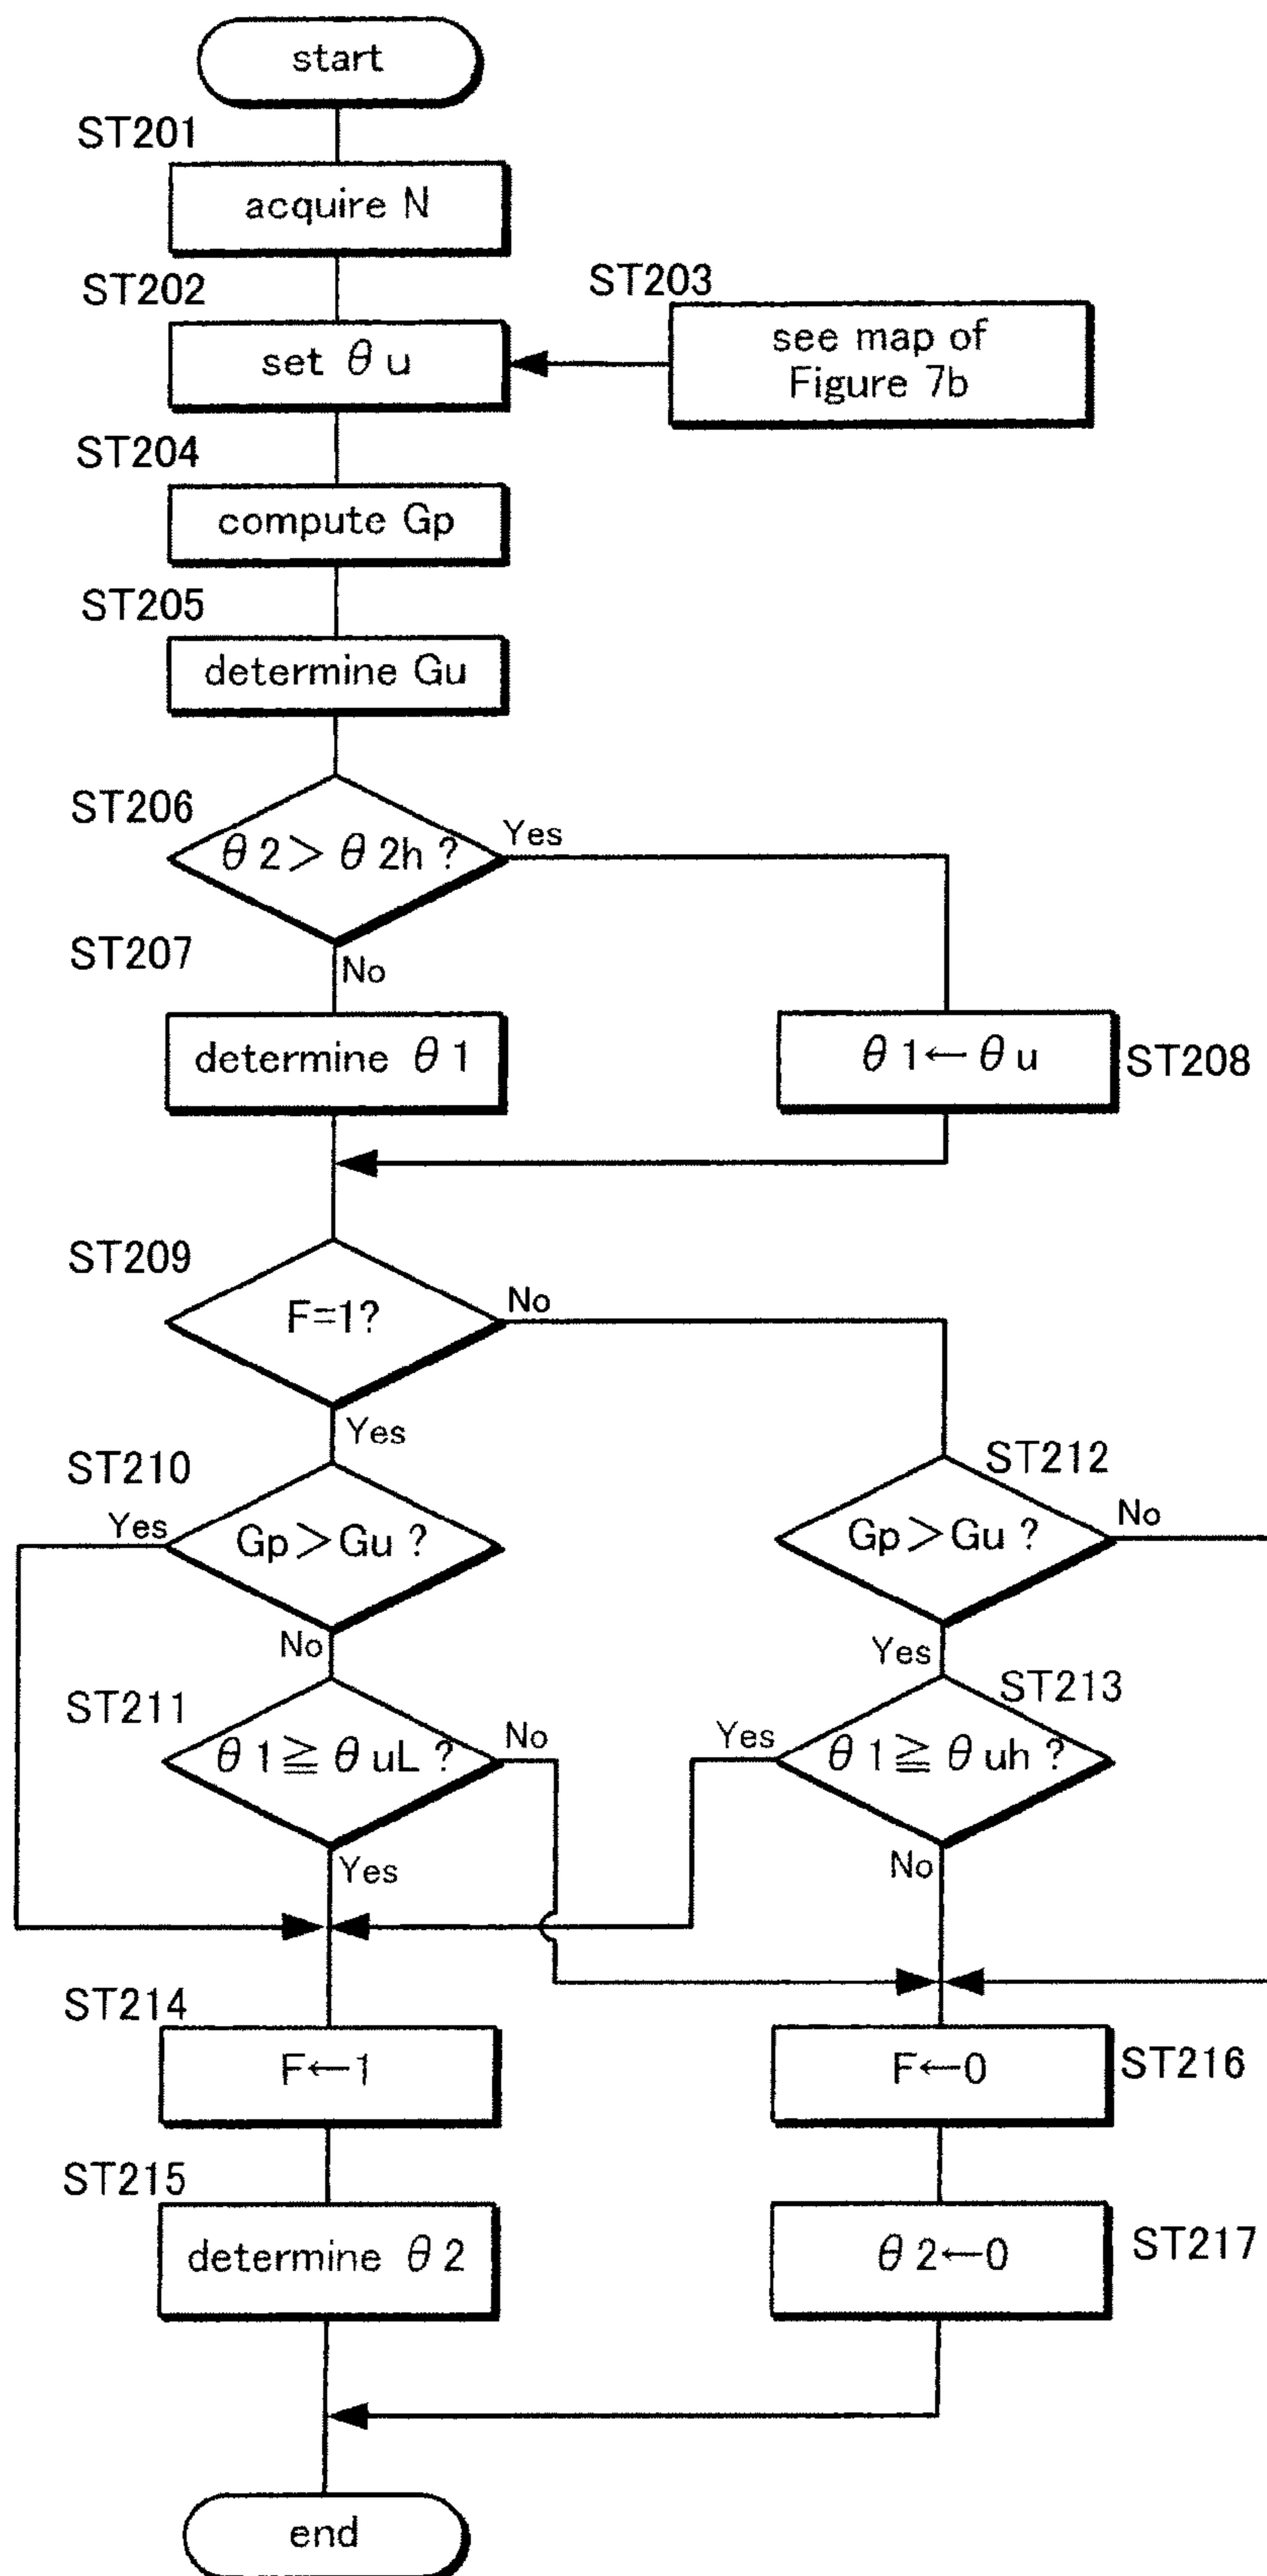 start
ST201
acquire N
ST202
set θu
ST203
see map of
Figure 7b
ST204
compute Gp
ST205
determine Gu
ST206
θ2>θ2h ?
Yes
ST207
No
determine θ1
θ1←θu
ST208
ST209
F=1?
No
Yes
ST210
Yes
Gp>Gu ?
No
ST212
Gp>Gu ?
No
Yes
ST211
θ1≧θuL ?
No
Yes
ST213
Yes
θ1≧θuh ?
No
ST214
F←1
F←0
ST216
ST215
determine θ2
θ2←0
ST217
end